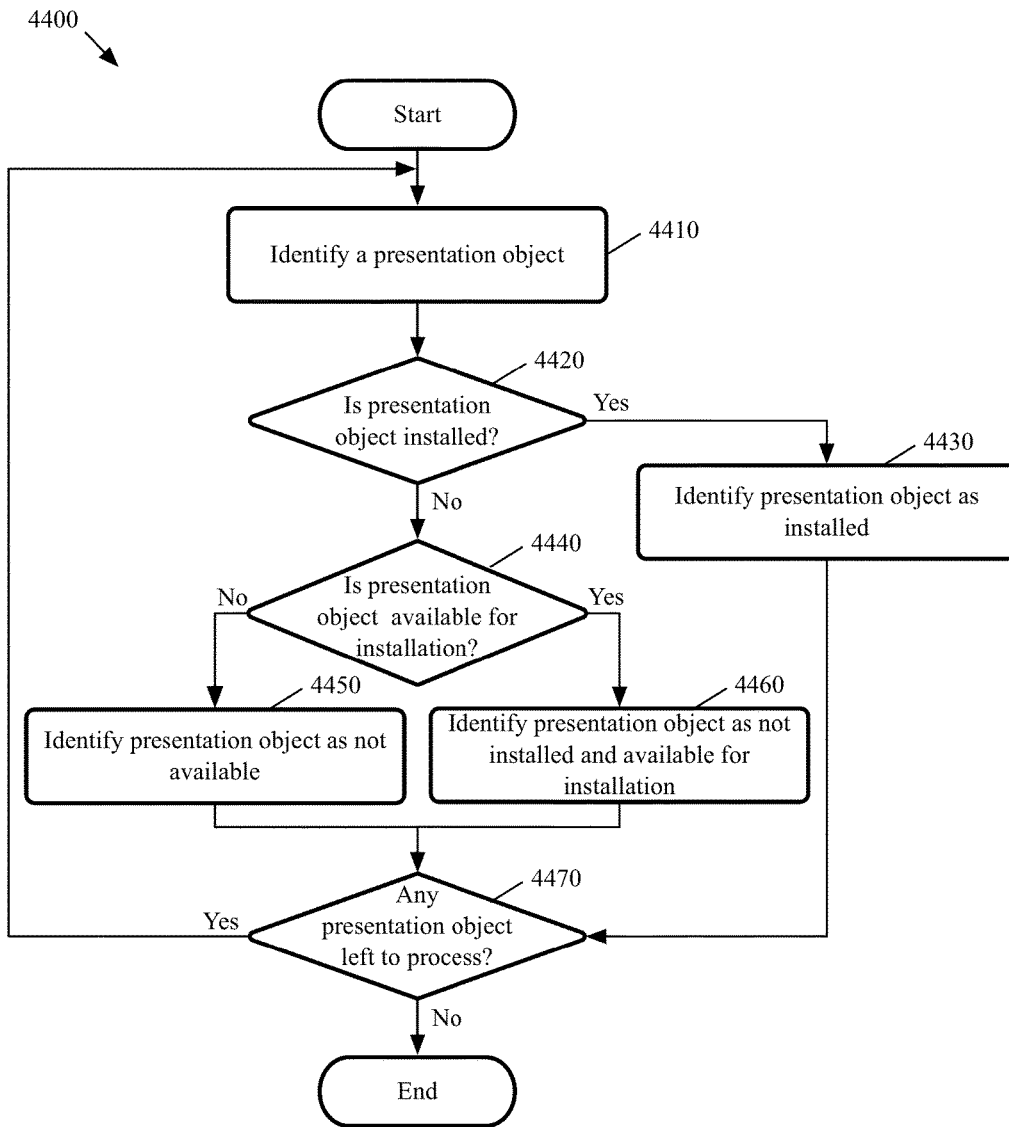 4400
Start
Identify a presentation object
4410
4420
Is presentation
object installed?
Yes
No
4430
Identify presentation object as
installed
4440
Is presentation
object available for
installation?
No
Yes
4450
Identify presentation object as not
available
4460
Identify presentation object as not
installed and available for
installation
4470
Any
presentation object
left to process?
Yes
No
End